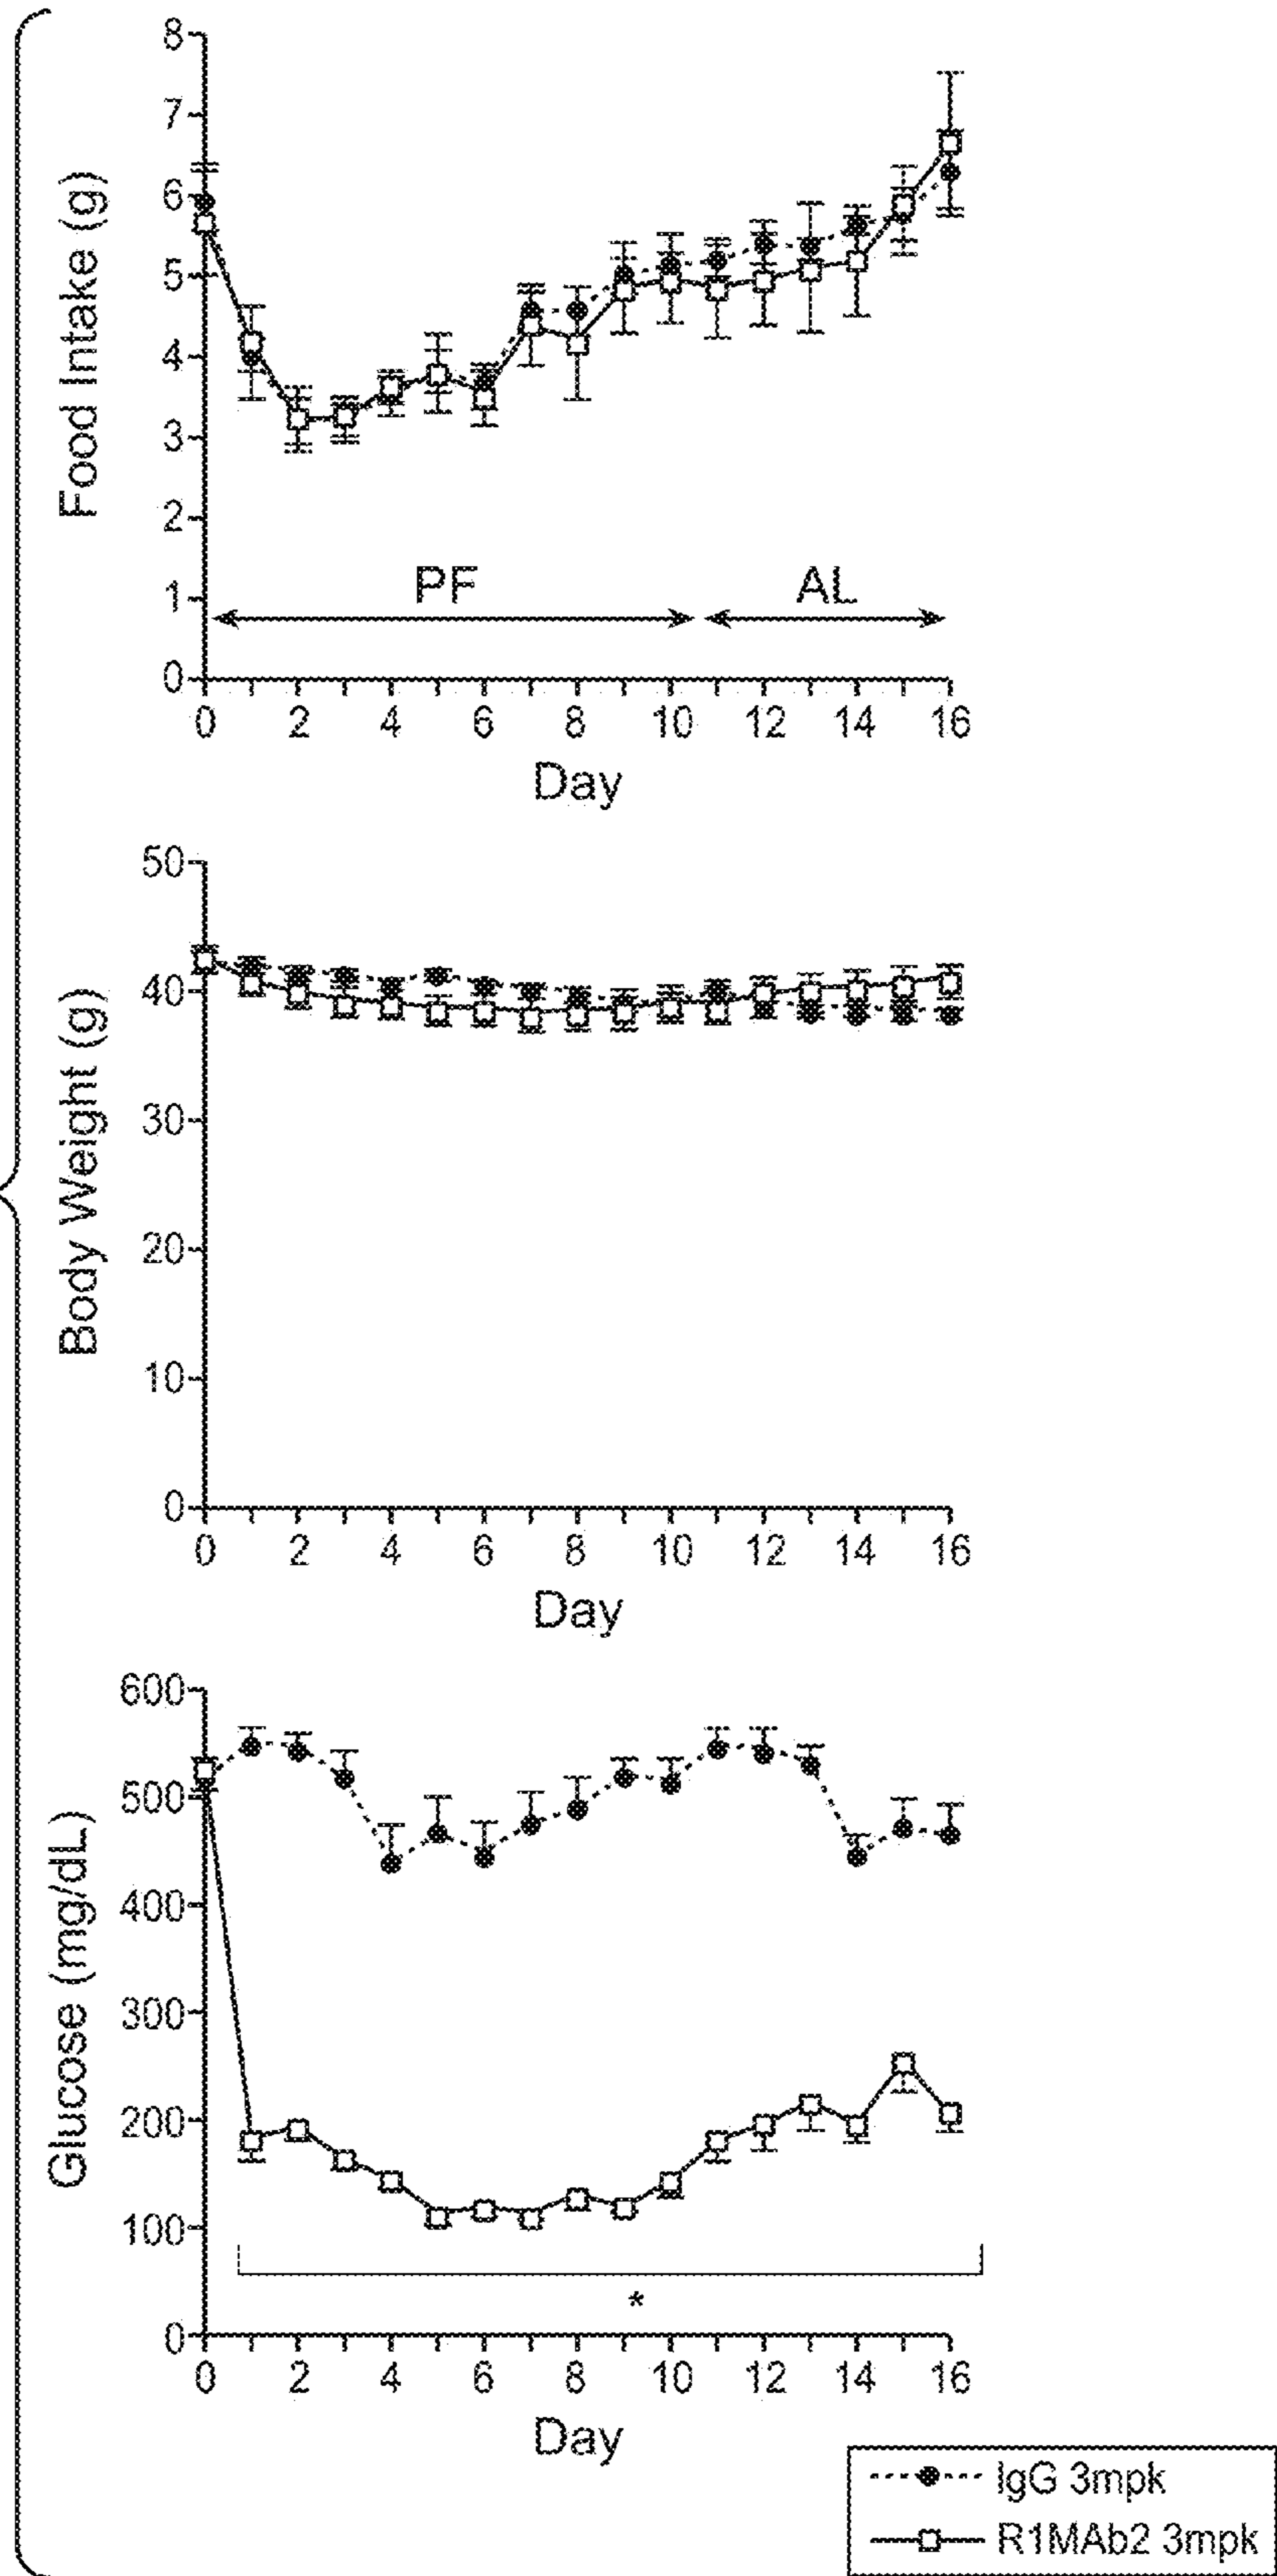 Food Intake (g)
8
7
6
5
4
3
2
1
0
PF
AL
0 2 4 6 8 10 12 14 16
Day
Body Weight (g)
50
40
30
20
10
0
0 2 4 6 8 10 12 14 16
Day
Glucose (mg/dL)
600
500
400
300
200
100
0
*
0 2 4 6 8 10 12 14 16
Day
IgG 3mpk
R1MAb2 3mpk